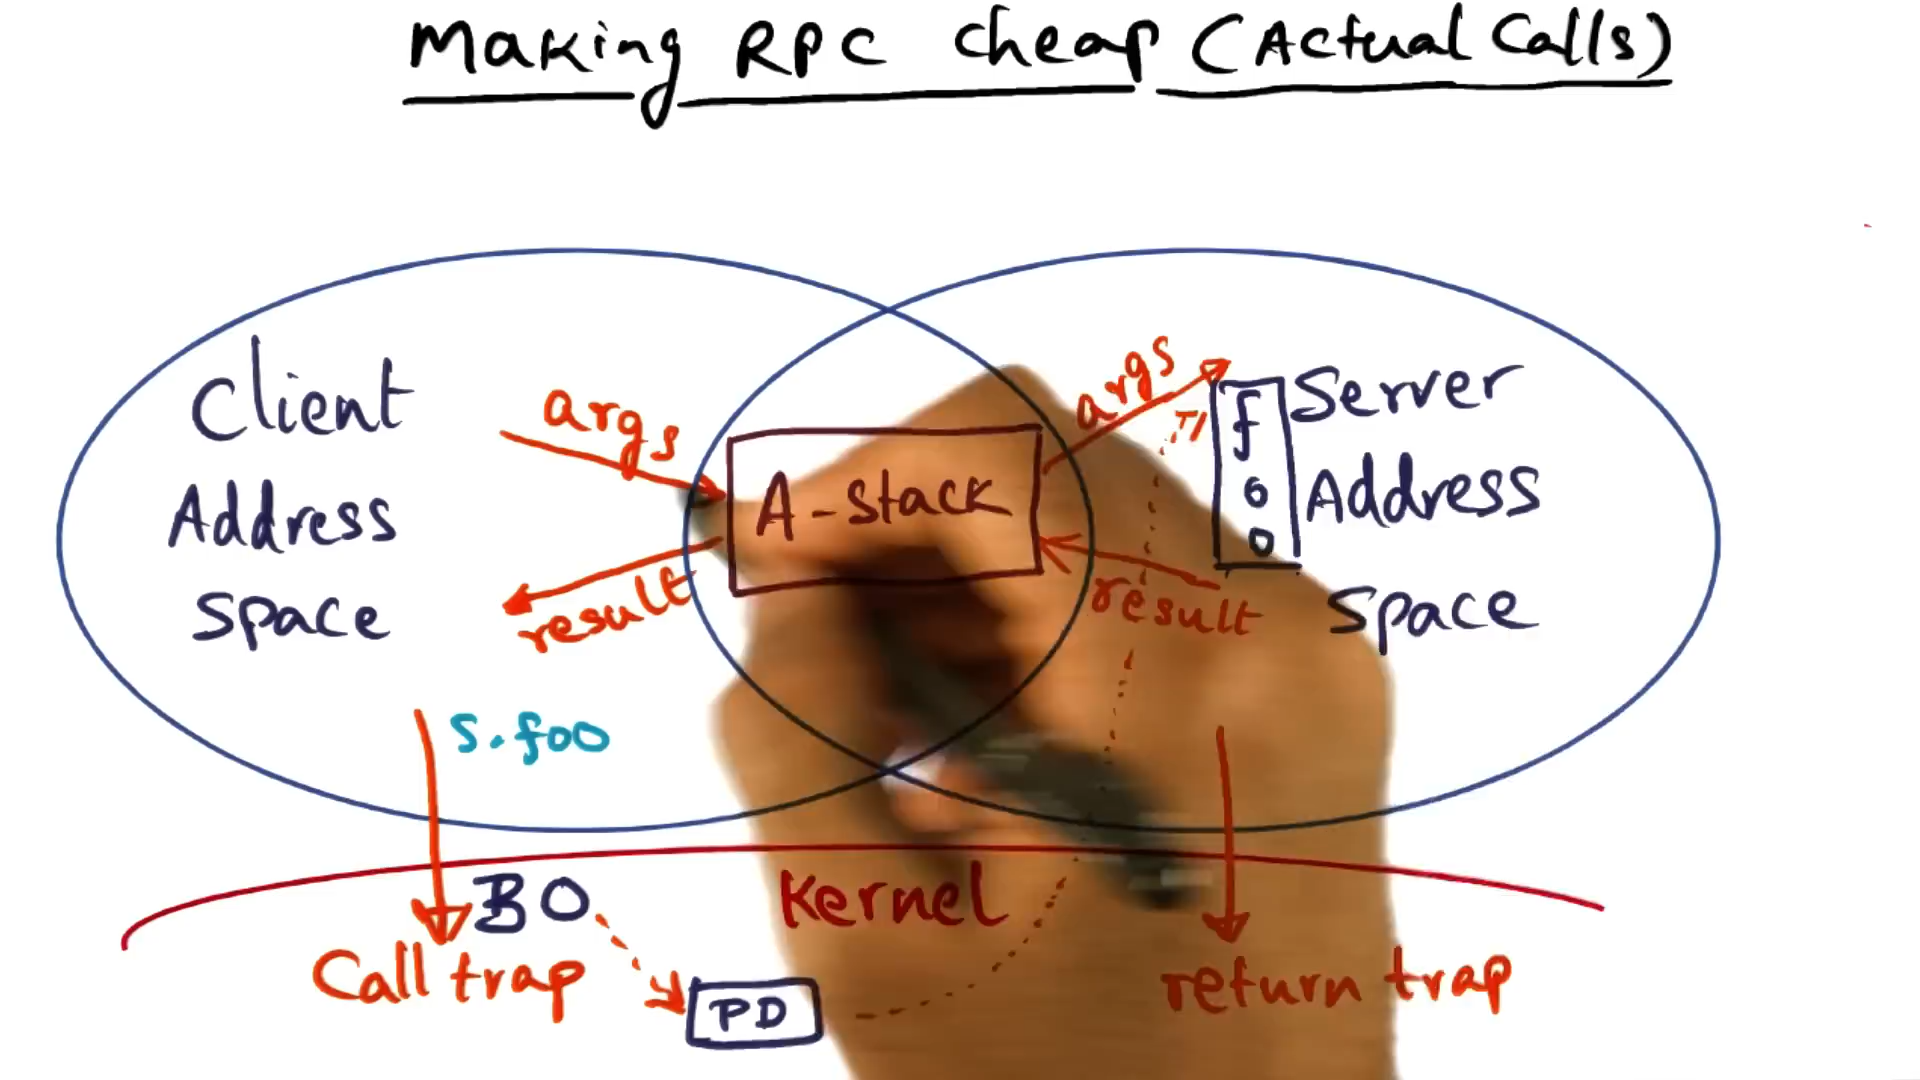 Making RPC cheap (Actual Calls)
Client
Address
Space
args
result
A-stack
args
result
f
o
o
Server
Address
Space
s.foo
BO
Kernel
Call trap
PD
return trap